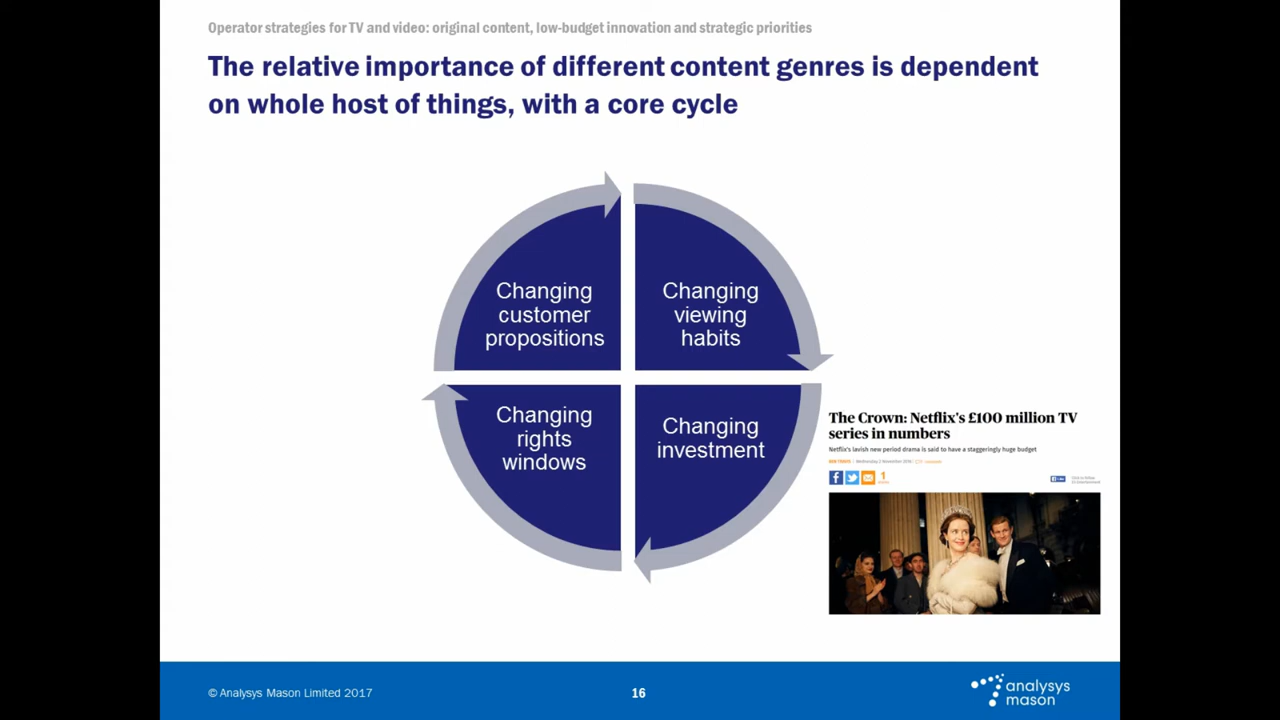 Operator strategies for TV and video: original content, low-budget innovation and strategic priorities
The relative importance of different content genres is dependent
on whole host of things, with a core cycle
Changing
customer
propositions
Changing
viewing
habits
Changing
rights
windows
Changing
investment
The Crown: Netflix's £100 million TV
series in numbers
Netflix's lavish new period drama is said to have a staggeringly huge budget
1
© Analysys Mason Limited 2017
16
analysys
mason